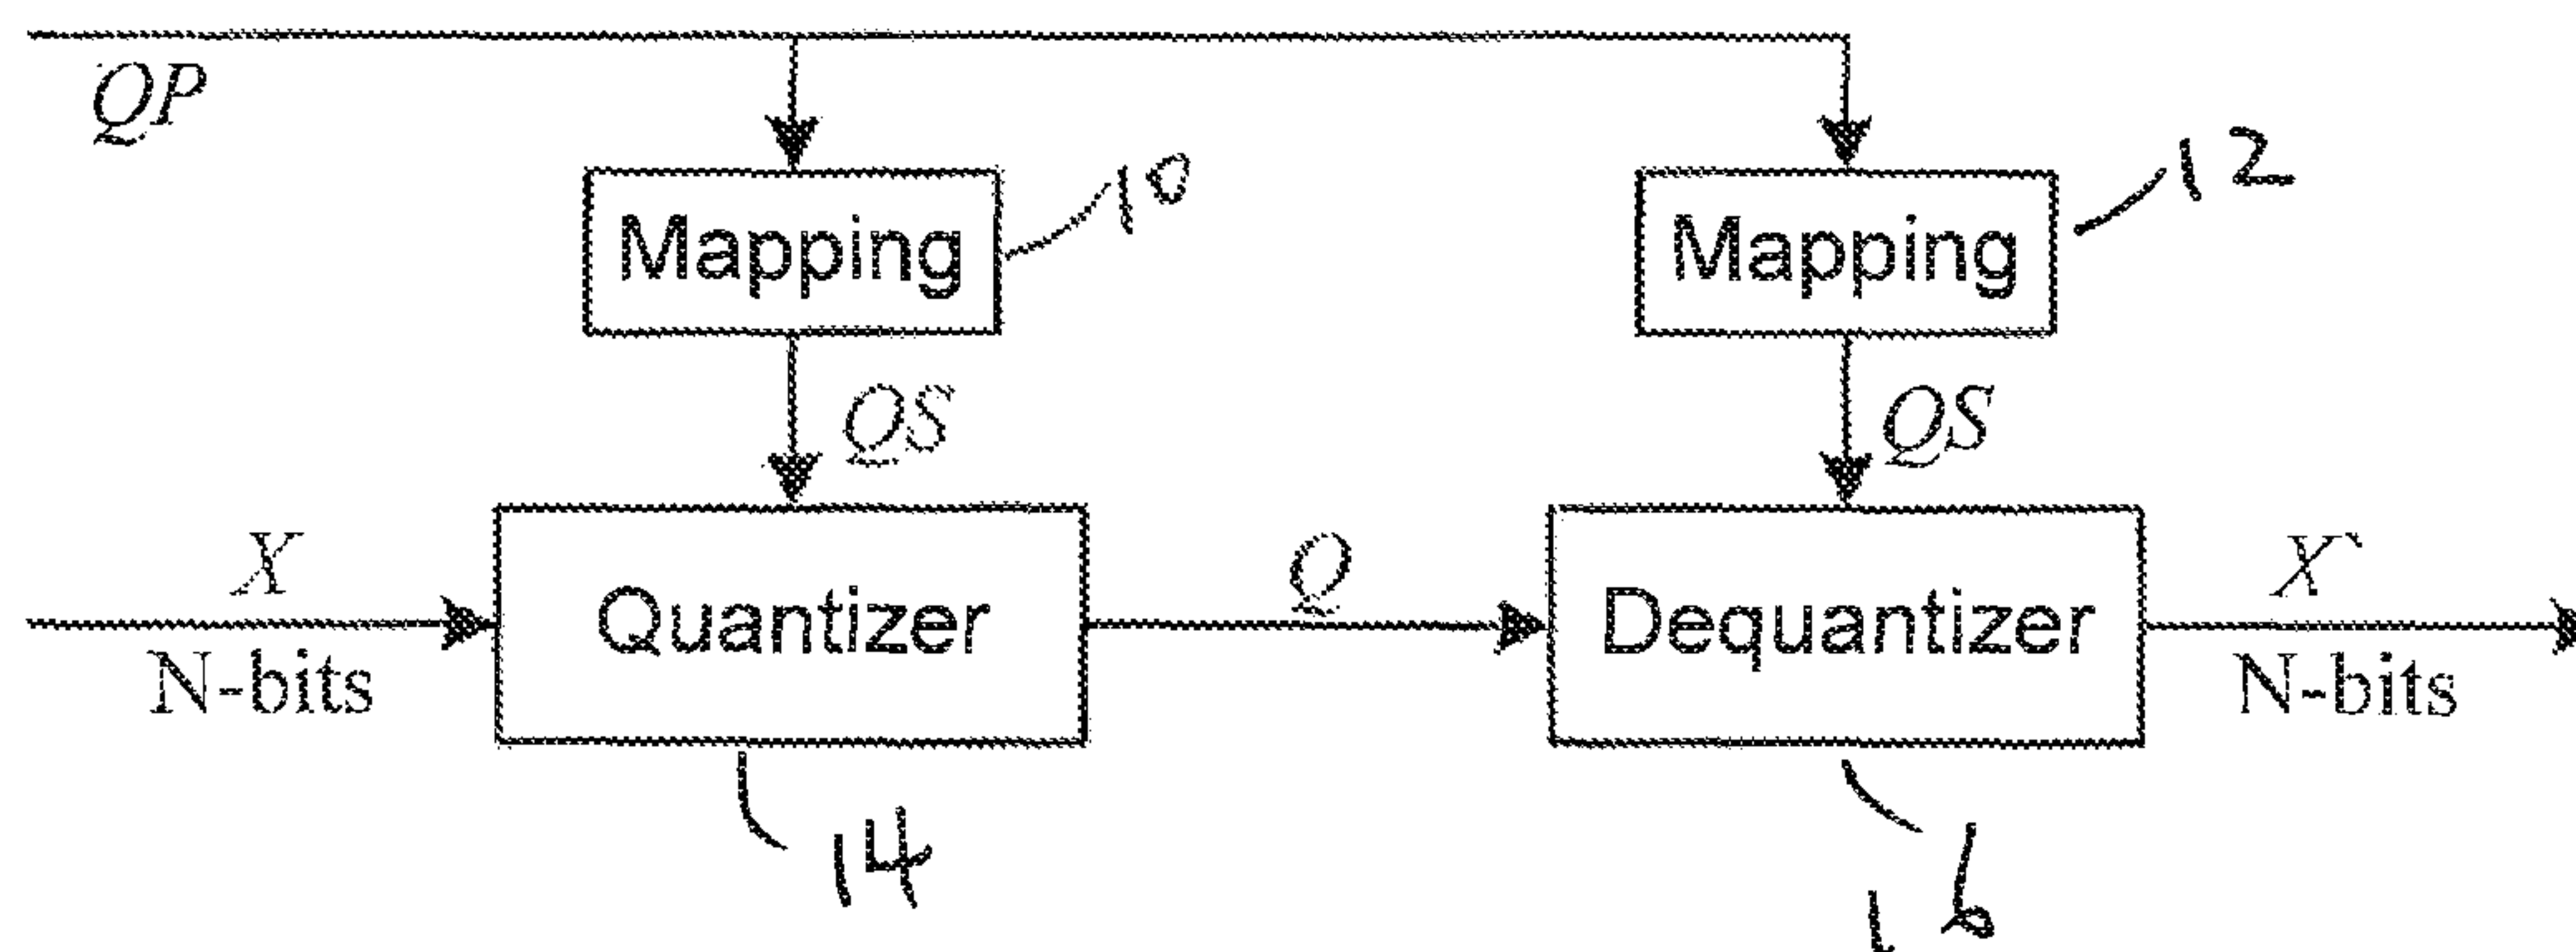 QP
Mapping 10
Mapping 12
QS
QS
X
N-bits
Quantizer
Q
Dequantizer
X`
N-bits
14
16